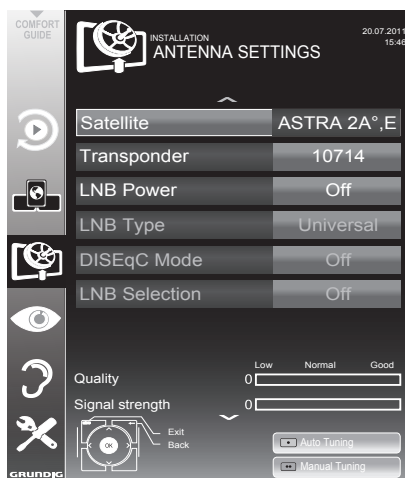 COMFORT
GUIDE
INSTALLATION
ANTENNA SETTINGS
20.07.2011
15:46
Satellite ASTRA 2A°,E
Transponder 10714
LNB Power Off
LNB Type Universal
DISEqC Mode Off
LNB Selection Off
Low Normal Good
Quality 0
Signal strength 0
Exit
Back
OK
Auto Tuning
Manual Tuning
GRUNDIG